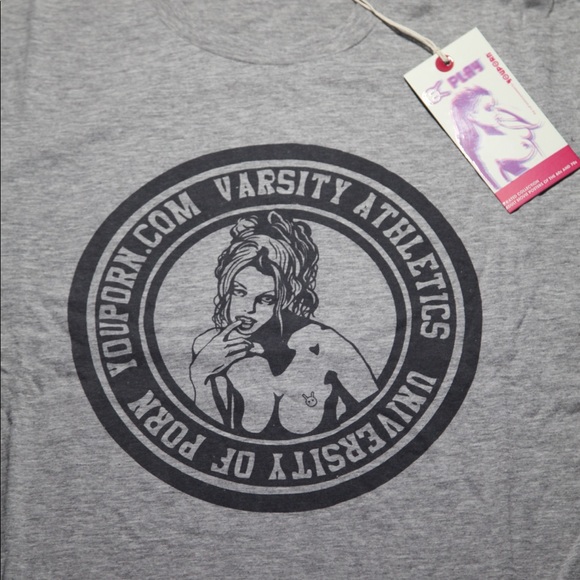 YOUPORN.COM VARSITY ATHLETICS
UNIVERSITY OF PORN
PLAY